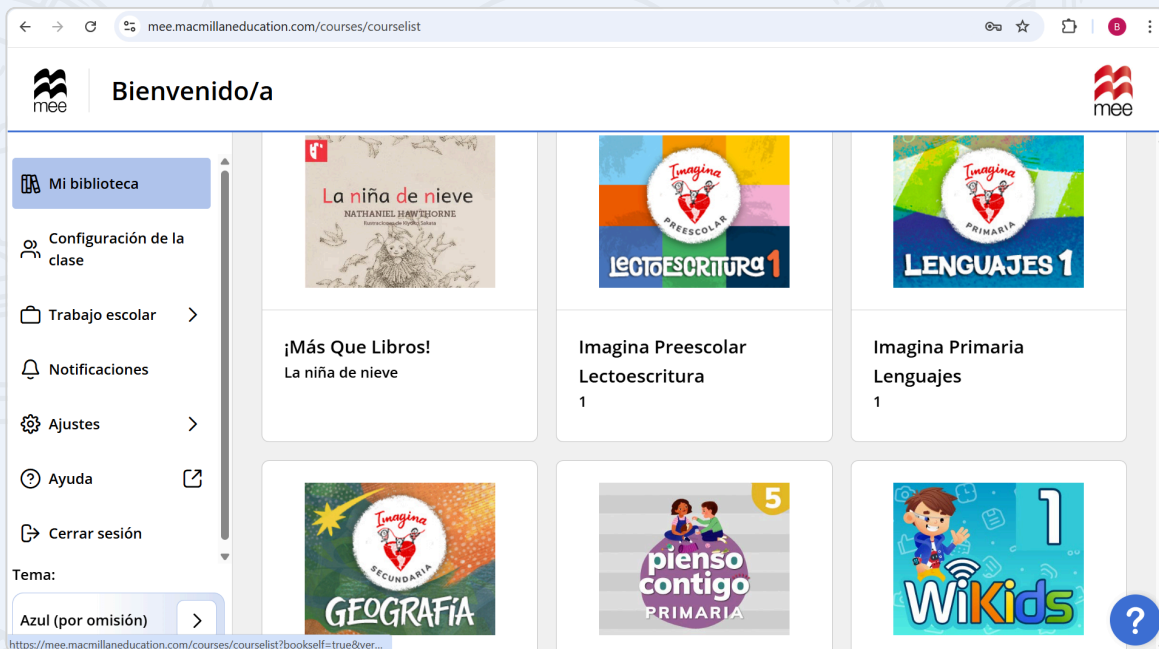 mee.macmillaneducation.com/courses/courselist
B
mee
Bienvenido/a
mee
Mi biblioteca
Configuración de la
clase
Trabajo escolar
Notificaciones
Ajustes
Ayuda
Cerrar sesión
Tema:
Azul (por omisión)
La niña de nieve
NATHANIEL HAWTHORNE
¡Más Que Libros!
La niña de nieve
Imagina
PREESCOLAR
LECTOESCRITURA 1
Imagina Preescolar
Lectoescritura
1
Imagina
PRIMARIA
LENGUAJES 1
Imagina Primaria
Lenguajes
1
Imagina
SECUNDARIA
GEOGRAFÍA
5
pienso
contigo
PRIMARIA
1
WiKids
?
https://mee.macmillaneducation.com/courses/courselist?bookself=true&ver...